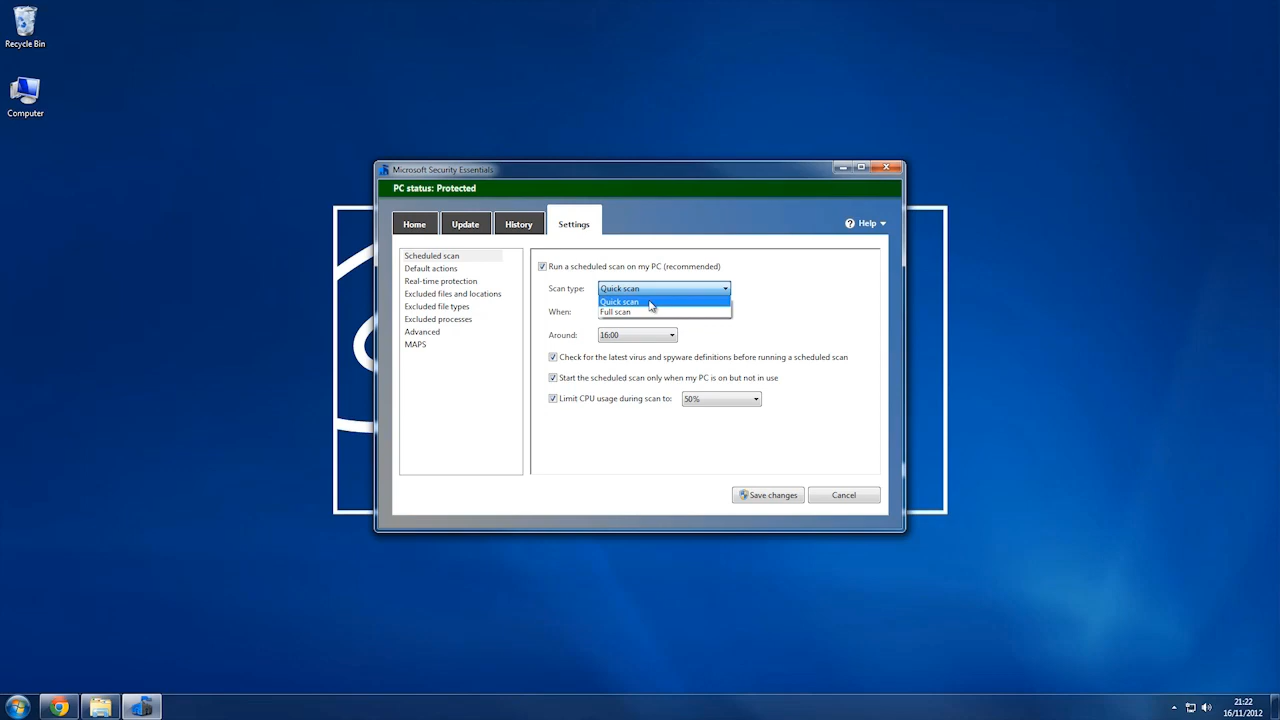 Recycle Bin
Computer
Microsoft Security Essentials
PC status: Protected
Home
Update
History
Settings
Help
Scheduled scan
Default actions
Real-time protection
Excluded files and locations
Excluded file types
Excluded processes
Advanced
MAPS
Run a scheduled scan on my PC (recommended)
Scan type: Quick scan
Quick scan
Full scan
When:
Around: 16:00
Check for the latest virus and spyware definitions before running a scheduled scan
Start the scheduled scan only when my PC is on but not in use
Limit CPU usage during scan to: 50%
Save changes
Cancel
21:22
16/11/2012